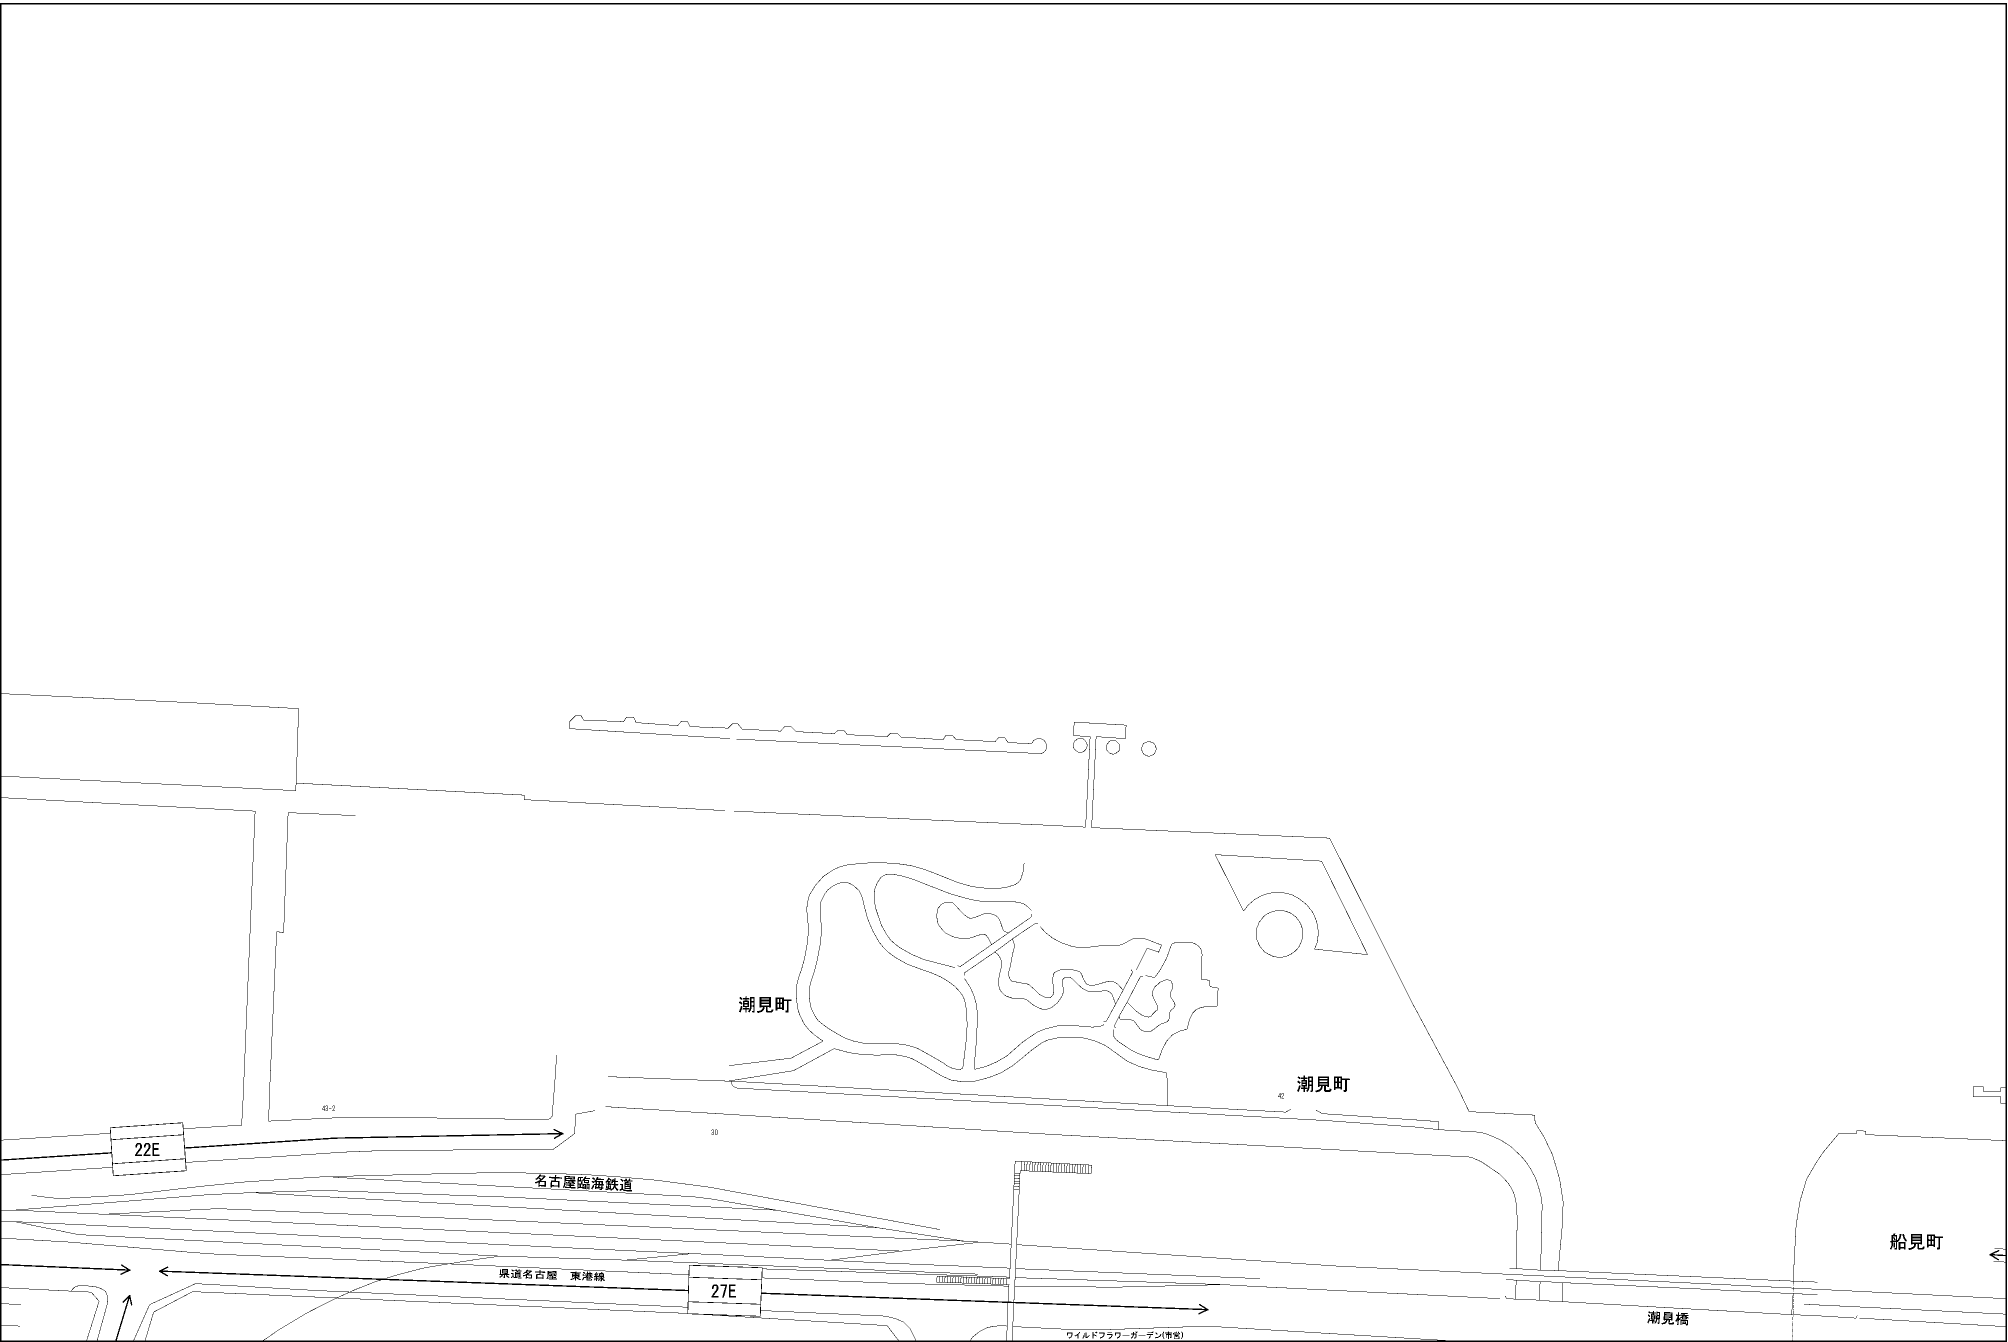 潮見町
潮見町
42
43-2
30
22E
名古屋臨海鉄道
船見町
県道名古屋　東港線
27E
潮見橋
ワイルドフラワーガーデン(市営)